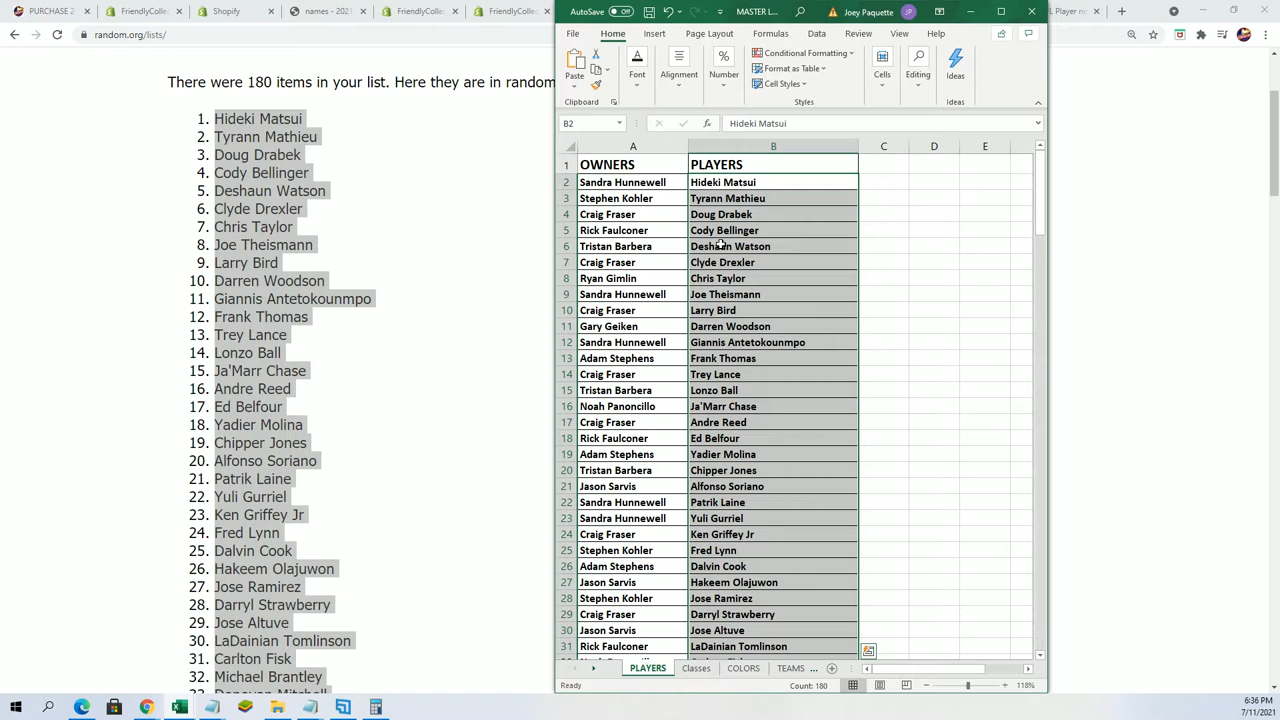 PURCHASE 2
Shopify
names - 2021
FriendlyCollec
FriendlyCollec
L Player ne
random.org/lists/
There were 180 items in your list. Here they are in random
1. Hideki Matsui
2. Tyrann Mathieu
3. Doug Drabek
4. Cody Bellinger
5. Deshaun Watson
6. Clyde Drexler
7. Chris Taylor
8. Joe Theismann
9. Larry Bird
10. Darren Woodson
11. Giannis Antetokounmpo
12. Frank Thomas
13. Trey Lance
14. Lonzo Ball
15. Ja'Marr Chase
16. Andre Reed
17. Ed Belfour
18. Yadier Molina
19. Chipper Jones
20. Alfonso Soriano
21. Patrik Laine
22. Yuli Gurriel
23. Ken Griffey Jr
24. Fred Lynn
25. Dalvin Cook
26. Hakeem Olajuwon
27. Jose Ramirez
28. Darryl Strawberry
29. Jose Altuve
30. LaDainian Tomlinson
31. Carlton Fisk
32. Michael Brantley
33. Donovan Mitchell
AutoSave Off MASTER L... Joey Paquette JP
File Home Insert Page Layout Formulas Data Review View Help
Paste
Font
Alignment
Number
Conditional Formatting
Format as Table
Cell Styles
Cells
Editing
Ideas
Clipboard Styles Ideas
B2 fx Hideki Matsui
A B C D E
1 OWNERS PLAYERS
2 Sandra Hunnewell Hideki Matsui
3 Stephen Kohler Tyrann Mathieu
4 Craig Fraser Doug Drabek
5 Rick Faulconer Cody Bellinger
6 Tristan Barbera Deshaun Watson
7 Craig Fraser Clyde Drexler
8 Ryan Gimlin Chris Taylor
9 Sandra Hunnewell Joe Theismann
10 Craig Fraser Larry Bird
11 Gary Geiken Darren Woodson
12 Sandra Hunnewell Giannis Antetokounmpo
13 Adam Stephens Frank Thomas
14 Craig Fraser Trey Lance
15 Tristan Barbera Lonzo Ball
16 Noah Panoncillo Ja'Marr Chase
17 Craig Fraser Andre Reed
18 Rick Faulconer Ed Belfour
19 Adam Stephens Yadier Molina
20 Tristan Barbera Chipper Jones
21 Jason Sarvis Alfonso Soriano
22 Sandra Hunnewell Patrik Laine
23 Sandra Hunnewell Yuli Gurriel
24 Craig Fraser Ken Griffey Jr
25 Stephen Kohler Fred Lynn
26 Adam Stephens Dalvin Cook
27 Jason Sarvis Hakeem Olajuwon
28 Stephen Kohler Jose Ramirez
29 Craig Fraser Darryl Strawberry
30 Jason Sarvis Jose Altuve
31 Rick Faulconer LaDainian Tomlinson
PLAYERS Classes COLORS TEAMS ...
Ready Count: 180 118%
6:36 PM
7/11/2021